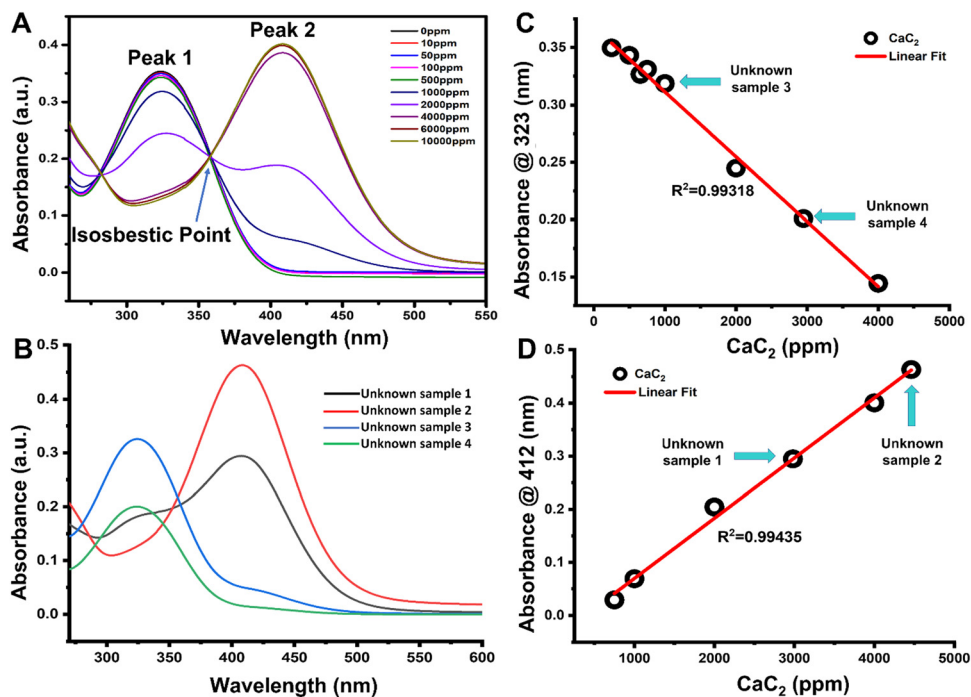 A
Peak 1
Peak 2
0ppm
10ppm
50ppm
100ppm
500ppm
1000ppm
2000ppm
4000ppm
6000ppm
10000ppm
Isosbestic Point
Absorbance (a.u.)
0.4
0.3
0.2
0.1
0.0
300 350 400 450 500 550
Wavelength (nm)
B
Unknown sample 1
Unknown sample 2
Unknown sample 3
Unknown sample 4
Absorbance (a.u.)
0.5
0.4
0.3
0.2
0.1
0.0
300 350 400 450 500 550 600
Wavelength (nm)
C
CaC₂
Linear Fit
Unknown
sample 3
R²=0.99318
Unknown
sample 4
Absorbance @ 323 (nm)
0.35
0.30
0.25
0.20
0.15
0 1000 2000 3000 4000 5000
CaC₂ (ppm)
D
CaC₂
Linear Fit
Unknown
sample 1
Unknown
sample 2
R²=0.99435
Absorbance @ 412 (nm)
0.5
0.4
0.3
0.2
0.1
0.0
1000 2000 3000 4000 5000
CaC₂ (ppm)